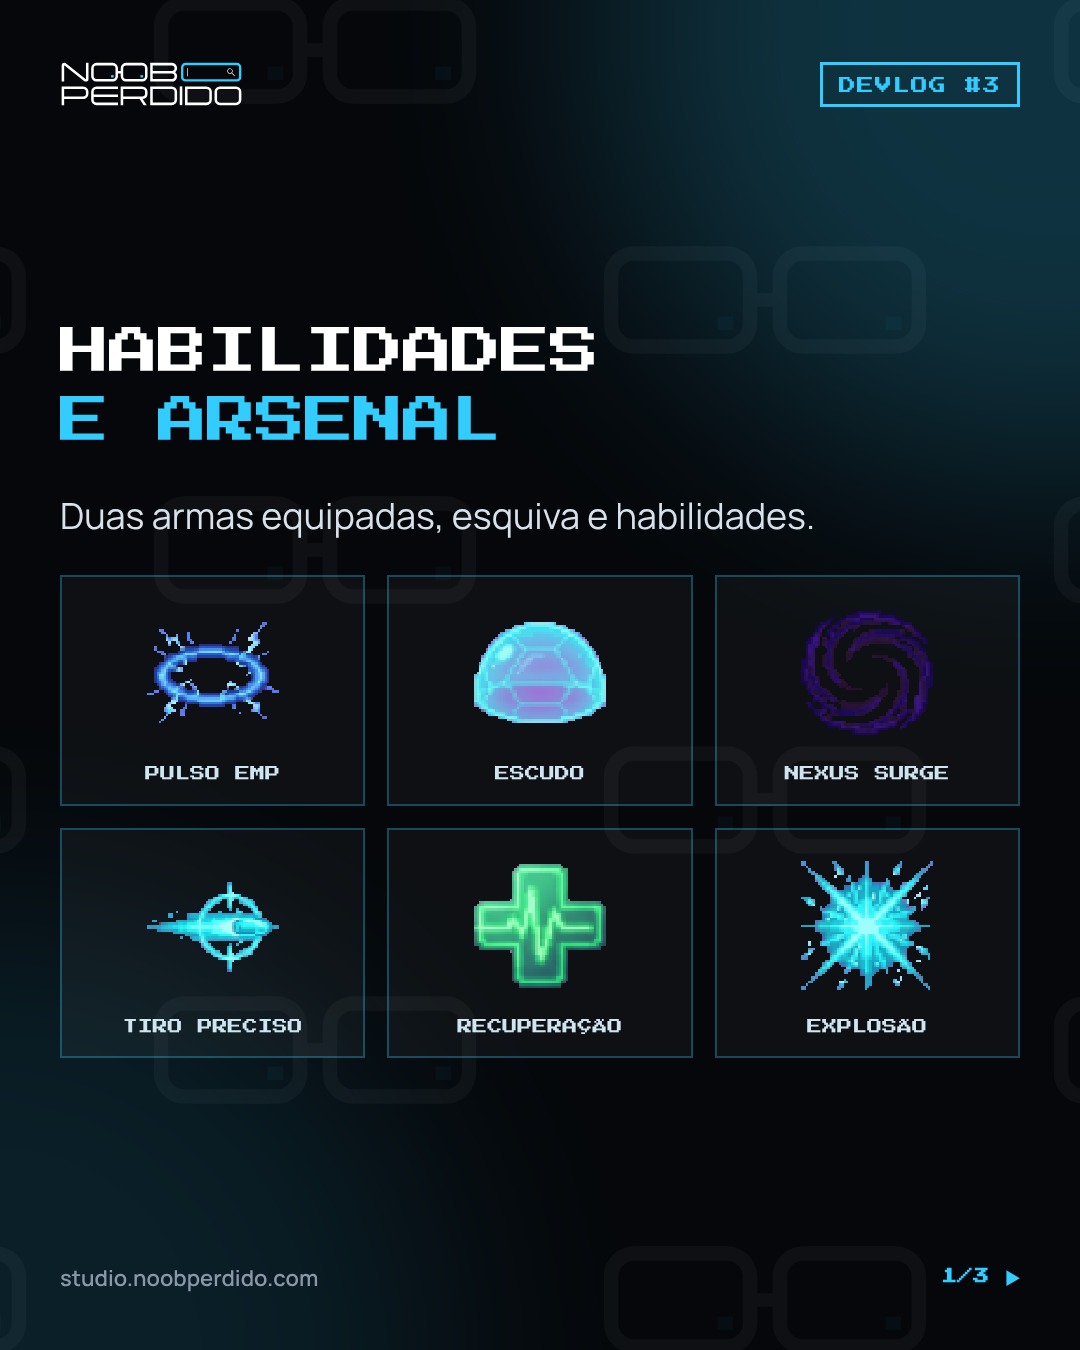 NOOB
PERDIDO
DEVLOG #3
HABILIDADES
E ARSENAL
Duas armas equipadas, esquiva e habilidades.
PULSO EMP
ESCUDO
NEXUS SURGE
TIRO PRECISO
RECUPERAÇÃO
EXPLOSÃO
studio.noobperdido.com
1/3